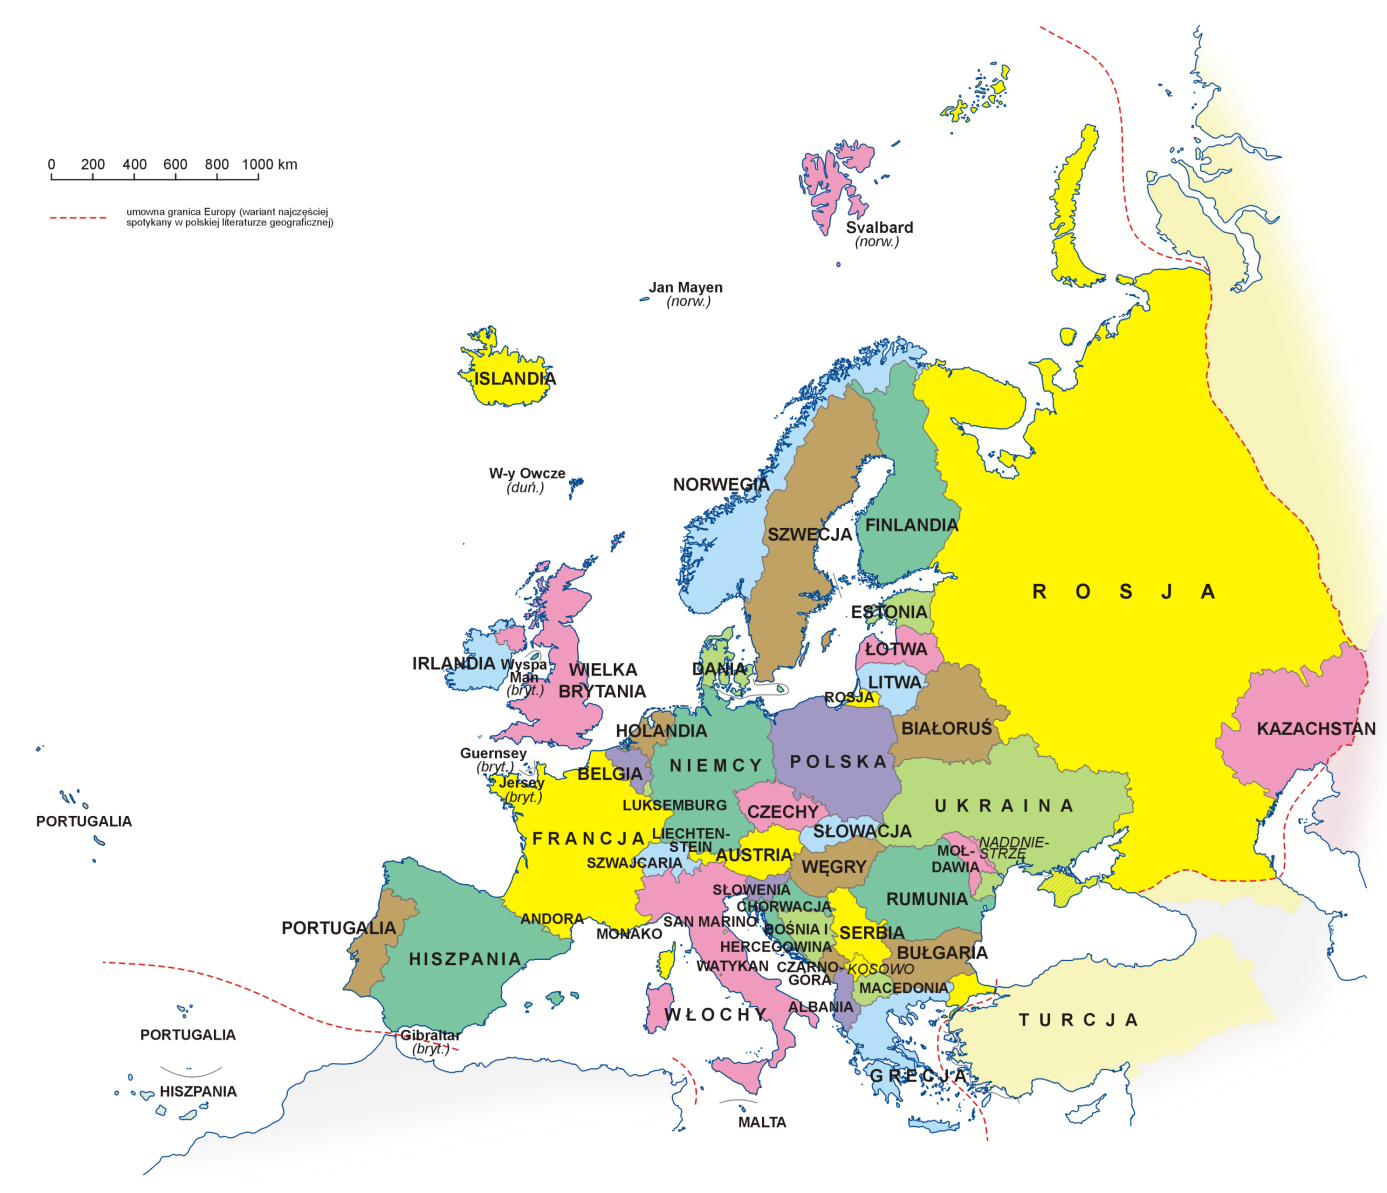 0 200 400 600 800 1000 km
umowna granica Europy (wariant najczęściej
spotykany w polskiej literaturze geograficznej)
Svalbard
(norw.)
Jan Mayen
(norw.)
ISLANDIA
W-y Owcze
(duń.)
NORWEGIA
SZWECJA
FINLANDIA
ROSJA
ESTONIA
ŁOTWA
LITWA
ROSJA
IRLANDIA
Wyspa
Man
(bryt.)
WIELKA
BRYTANIA
DANIA
HOLANDIA
BIAŁORUŚ
KAZACHSTAN
Guernsey
(bryt.)
Jersey
(bryt.)
BELGIA
NIEMCY
POLSKA
LUKSEMBURG
CZECHY
UKRAINA
PORTUGALIA
FRANCJA
LIECHTEN-
STEIN
SŁOWACJA
SZWAJCARIA
AUSTRIA
WĘGRY
MOŁ-
DAWIA
NADDNIE-
STRZE
SŁOWENIA
CHORWACJA
RUMUNIA
PORTUGALIA
HISZPANIA
ANDORA
MONAKO
SAN MARINO
BOŚNIA I
HERCEGOWINA
SERBIA
BUŁGARIA
WATYKAN
CZARNO-
GÓRA
KOSOWO
MACEDONIA
ALBANIA
WŁOCHY
TURCJA
GRECJA
Gibraltar
(bryt.)
PORTUGALIA
HISZPANIA
MALTA